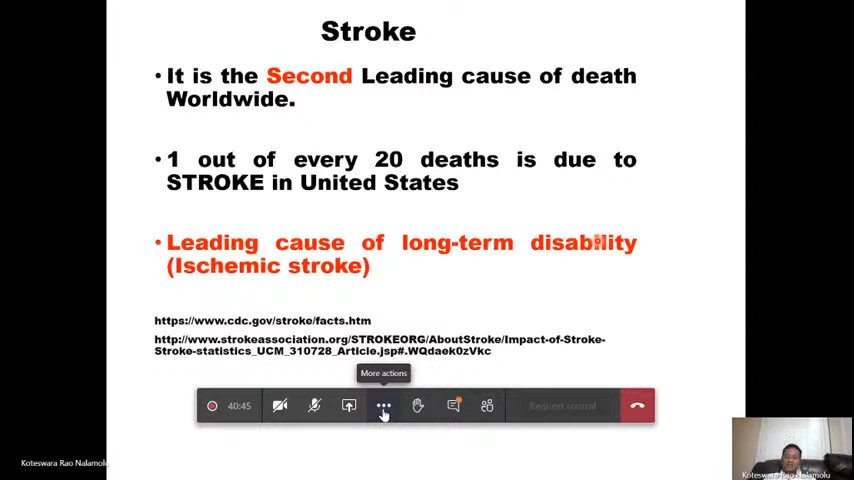 Stroke
• It is the Second Leading cause of death
Worldwide.
• 1 out of every 20 deaths is due to
STROKE in United States
• Leading cause of long-term disability
(Ischemic stroke)
https://www.cdc.gov/stroke/facts.htm
http://www.strokeassociation.org/STROKEORG/AboutStroke/Impact-of-Stroke-
Stroke-statistics_UCM_310728_Article.jsp#.WQdaek0zVkc
More actions
40:45
Request control
Koteswara Rao Nalamolu
Koteswara Rao Nalamolu